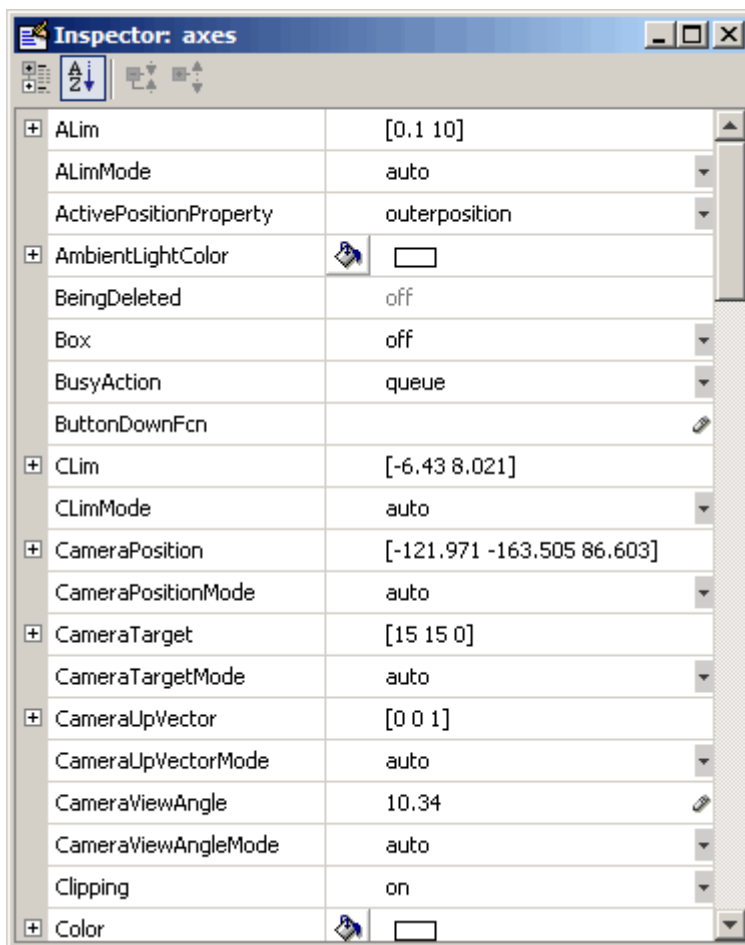 Inspector: axes
ALim [0.1 10]
ALimMode auto
ActivePositionProperty outerposition
AmbientLightColor
BeingDeleted off
Box off
BusyAction queue
ButtonDownFcn
CLim [-6.43 8.021]
CLimMode auto
CameraPosition [-121.971 -163.505 86.603]
CameraPositionMode auto
CameraTarget [15 15 0]
CameraTargetMode auto
CameraUpVector [0 0 1]
CameraUpVectorMode auto
CameraViewAngle 10.34
CameraViewAngleMode auto
Clipping on
Color